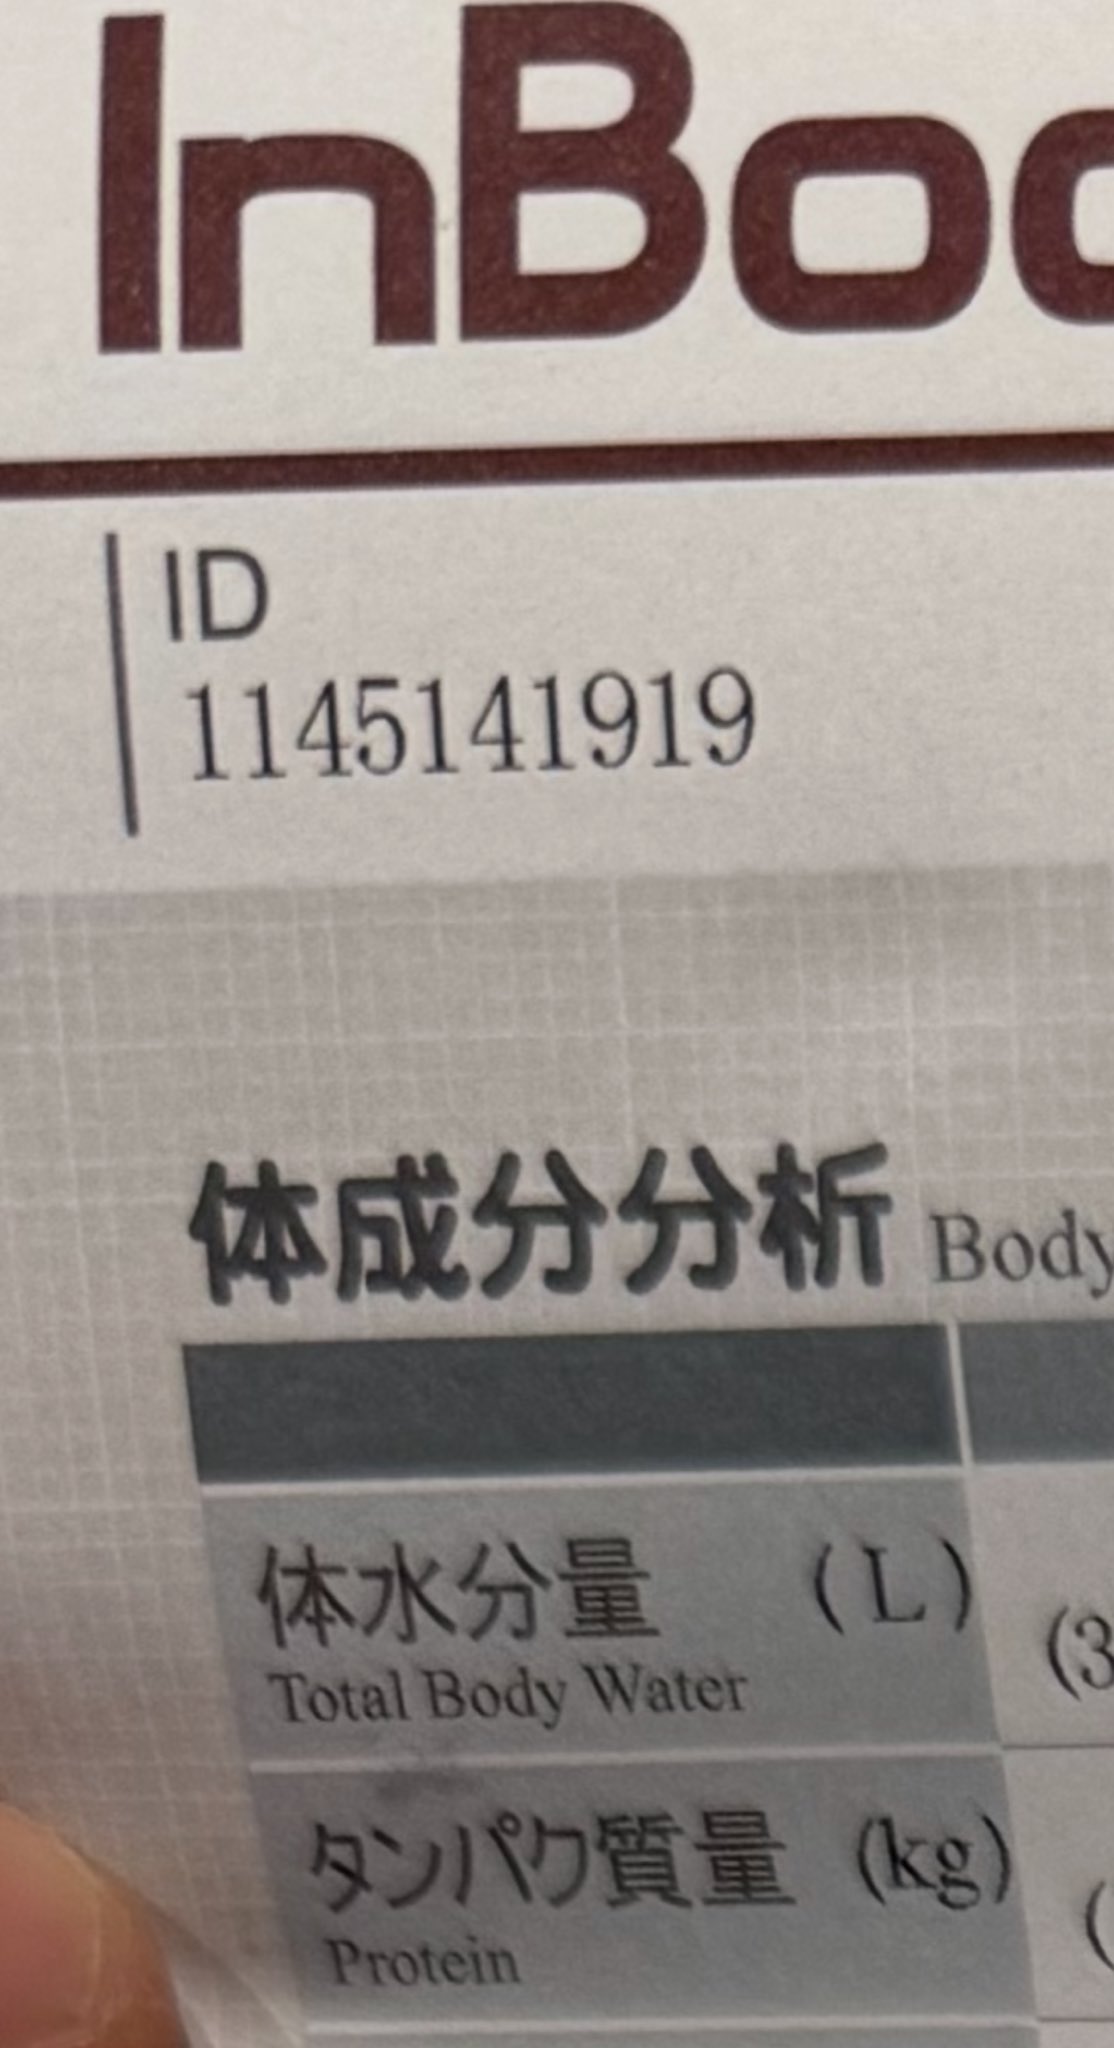 InBo
ID
1145141919
体成分分析 Body
体水分量 (L)
(3
Total Body Water
タンパク質量 (kg)
(
Protein